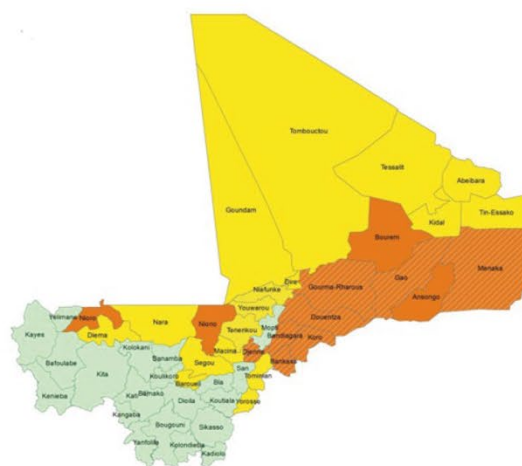 Tombouctou
Tessalit
Abeibara
Goundam
Kidal
Tin-Essako
Bourem
Gao
Menaka
Niafunke
Dire
Gourma-Rharous
Ansongo
Youwarou
Yelimane
Nioro
Nara
Niono
Mopti
Douentza
Kayes
Diema
Tenenkou
Bandiagara
Koro
Kolokani
Macina
Djenne
Bafoulabe
Banamba
Segou
San
Bankass
Kita
Koulikoro
Baroueli
Bla
Tominian
Kenieba
Kati
Bamako
Dioila
Koutiala
Yorosso
Kangaba
Bougouni
Sikasso
Yanfolila
Kolondieba
Kadiolo